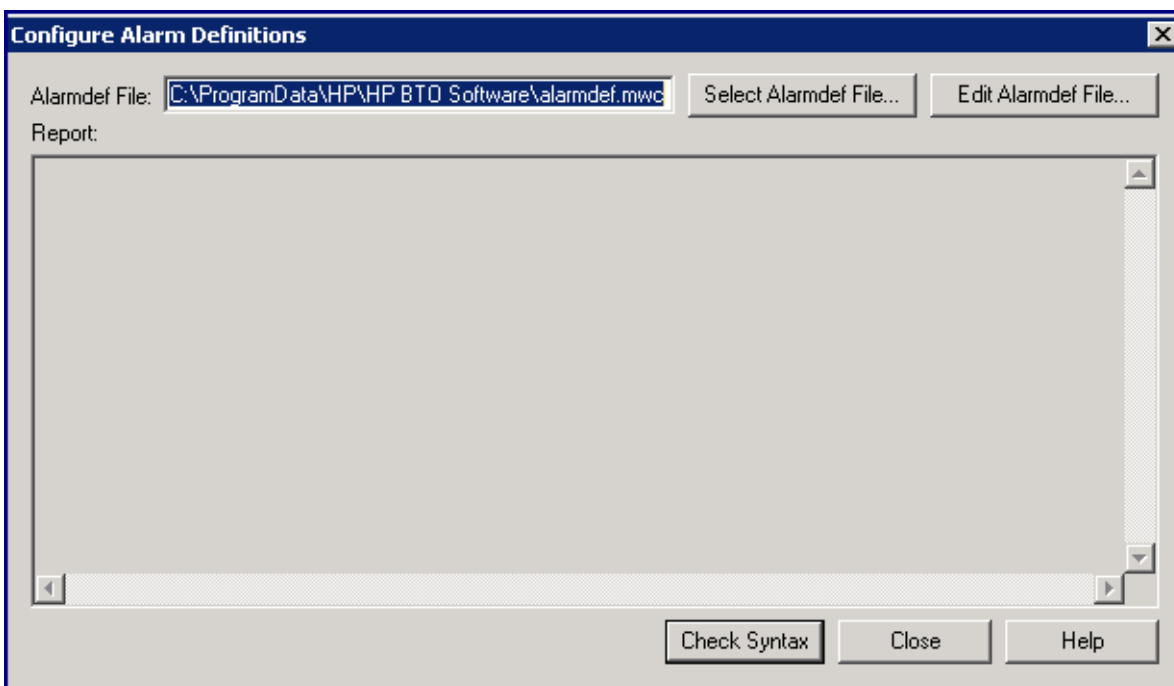 Configure Alarm Definitions
Alarmdef File: C:\ProgramData\HP\HP BTO Software\alarmdef.mwc Select Alarmdef File... Edit Alarmdef File...
Report:
Check Syntax Close Help